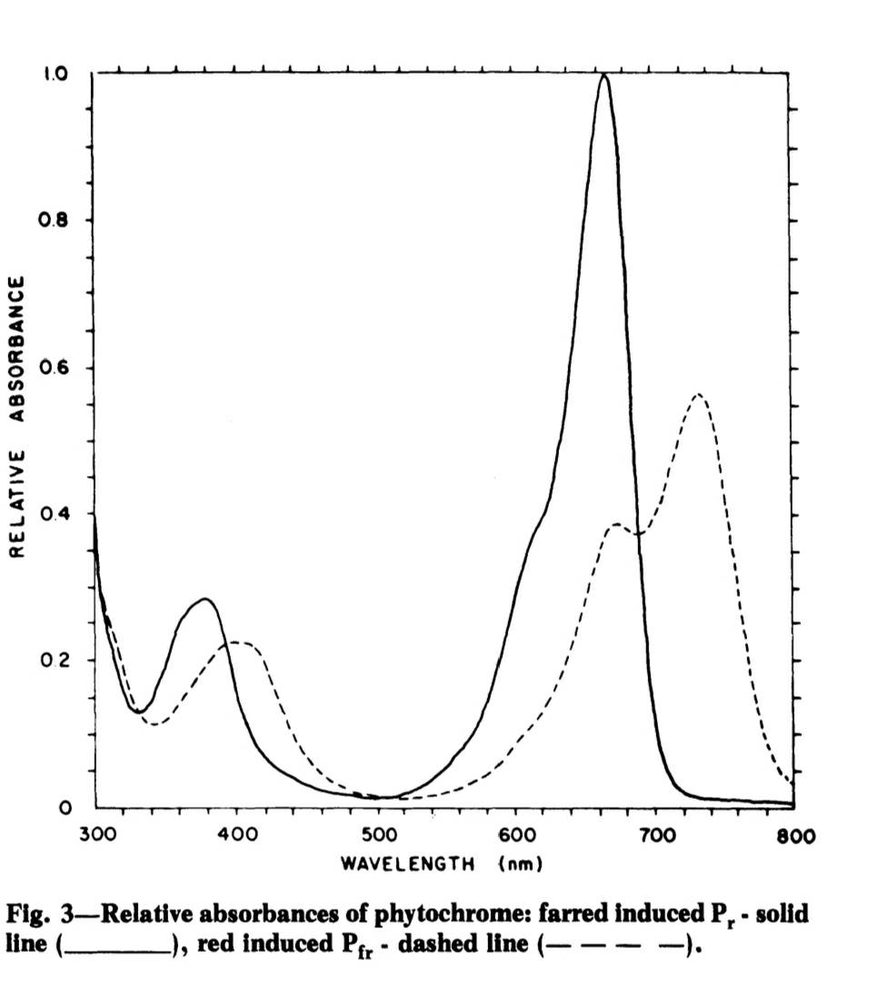 1.0
0.8
0.6
0.4
0.2
0
RELATIVE ABSORBANCE
300 400 500 600 700 800
WAVELENGTH (nm)
Fig. 3—Relative absorbances of phytochrome: farred induced Pr - solid
line (________), red induced Pfr - dashed line (— — — —).